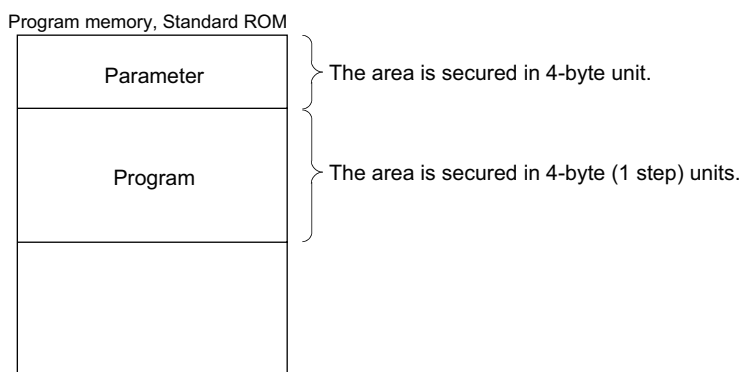 Program memory, Standard ROM
Parameter
The area is secured in 4-byte unit.
Program
The area is secured in 4-byte (1 step) units.